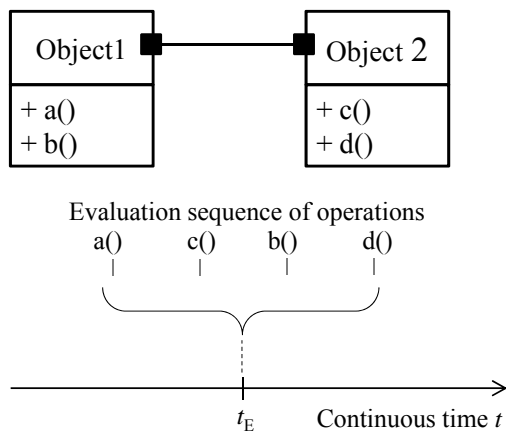 Object1
Object 2
+ a()
+ b()
+ c()
+ d()
Evaluation sequence of operations
a() c() b() d()
tE
Continuous time t